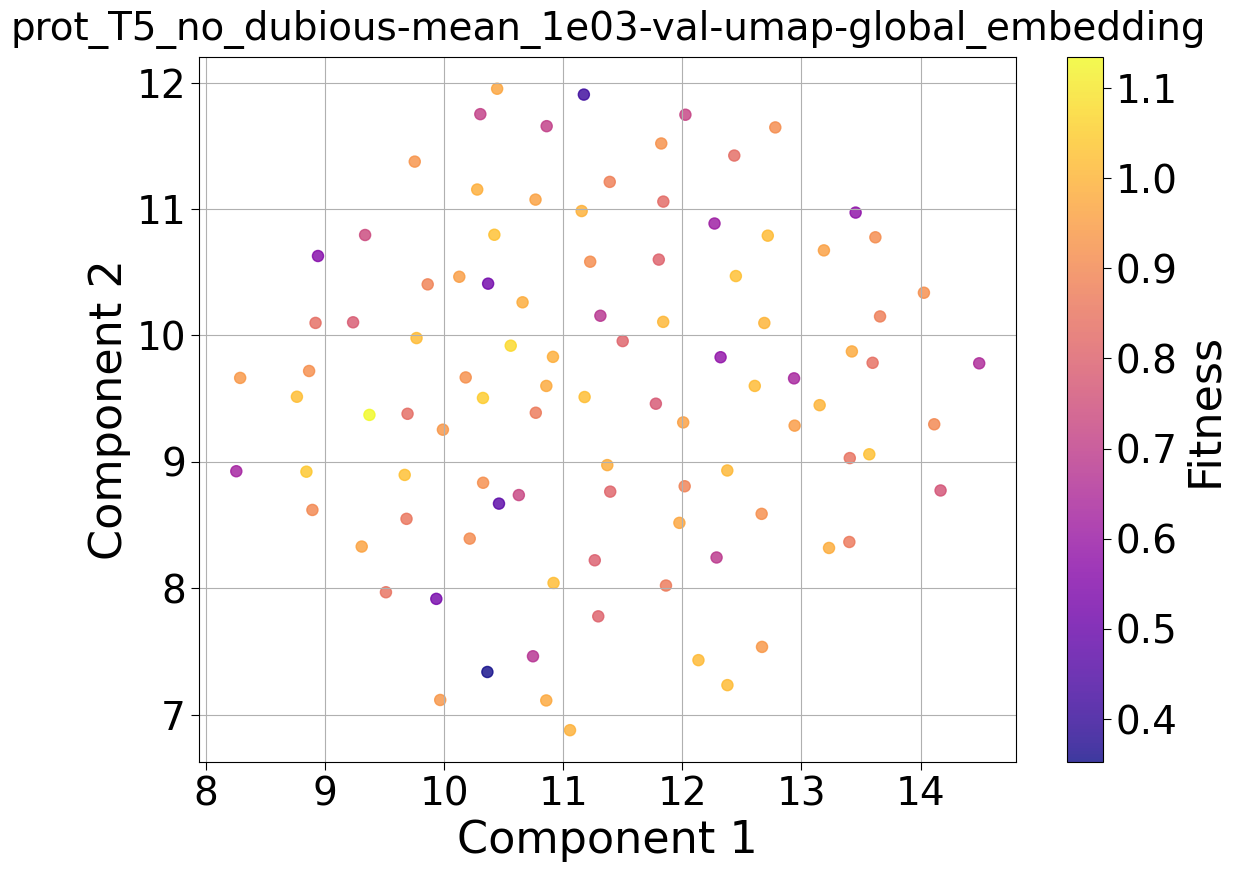 prot_T5_no_dubious-mean_1e03-val-umap-global_embedding
12
11
10
9
8
7
Component 2
8 9 10 11 12 13 14
Component 1
1.1
1.0
0.9
0.8
0.7
0.6
0.5
0.4
Fitness